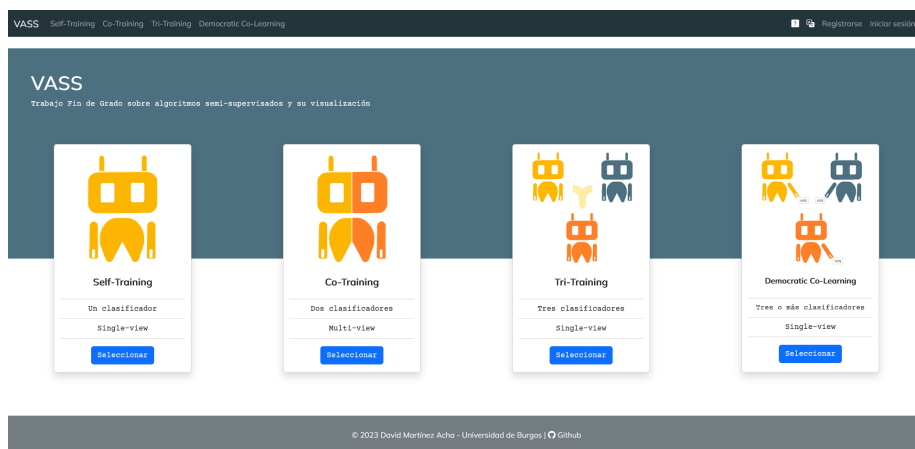 VASS Self-Training Co-Training Tri-Training Democratic Co-Learning Registrarse Iniciar sesión
VASS
Trabajo Fin de Grado sobre algoritmos semi-supervisados y su visualización
Self-Training
Un clasificador
Single-view
Seleccionar
Co-Training
Dos clasificadores
Multi-view
Seleccionar
Tri-Training
Tres clasificadores
Single-view
Seleccionar
Democratic Co-Learning
Tres o más clasificadores
Single-view
Seleccionar
© 2023 David Martínez Acha - Universidad de Burgos | Github